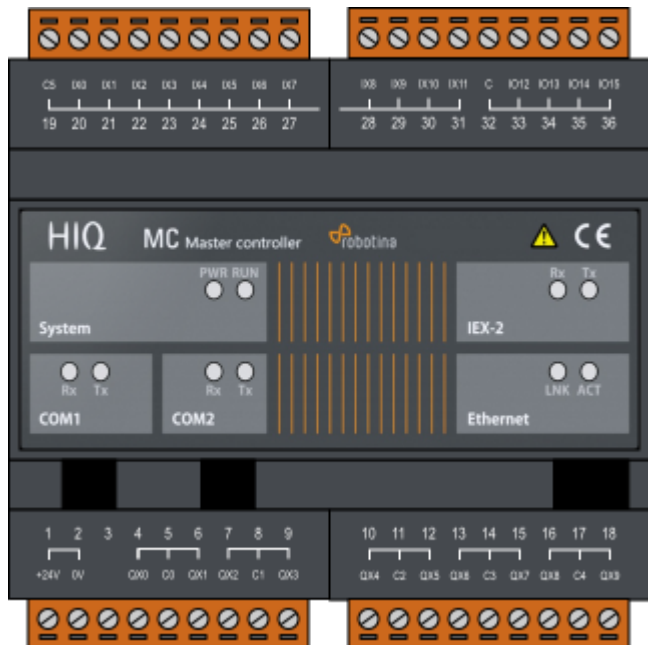 CS IX0 IX1 IX2 IX3 IX4 IX5 IX6 IX7 IX8 IX9 IX10 IX11 C IO12 IO13 IO14 IO15
19 20 21 22 23 24 25 26 27 28 29 30 31 32 33 34 35 36
HIQ MC Master controller robotina CE
PWR RUN Rx Tx
System IEX-2
Rx Tx Rx Tx LNK ACT
COM1 COM2 Ethernet
1 2 3 4 5 6 7 8 9 10 11 12 13 14 15 16 17 18
+24V 0V QX0 C0 QX1 QX2 C1 QX3 QX4 C2 QX5 QX6 C3 QX7 QX8 C4 QX9